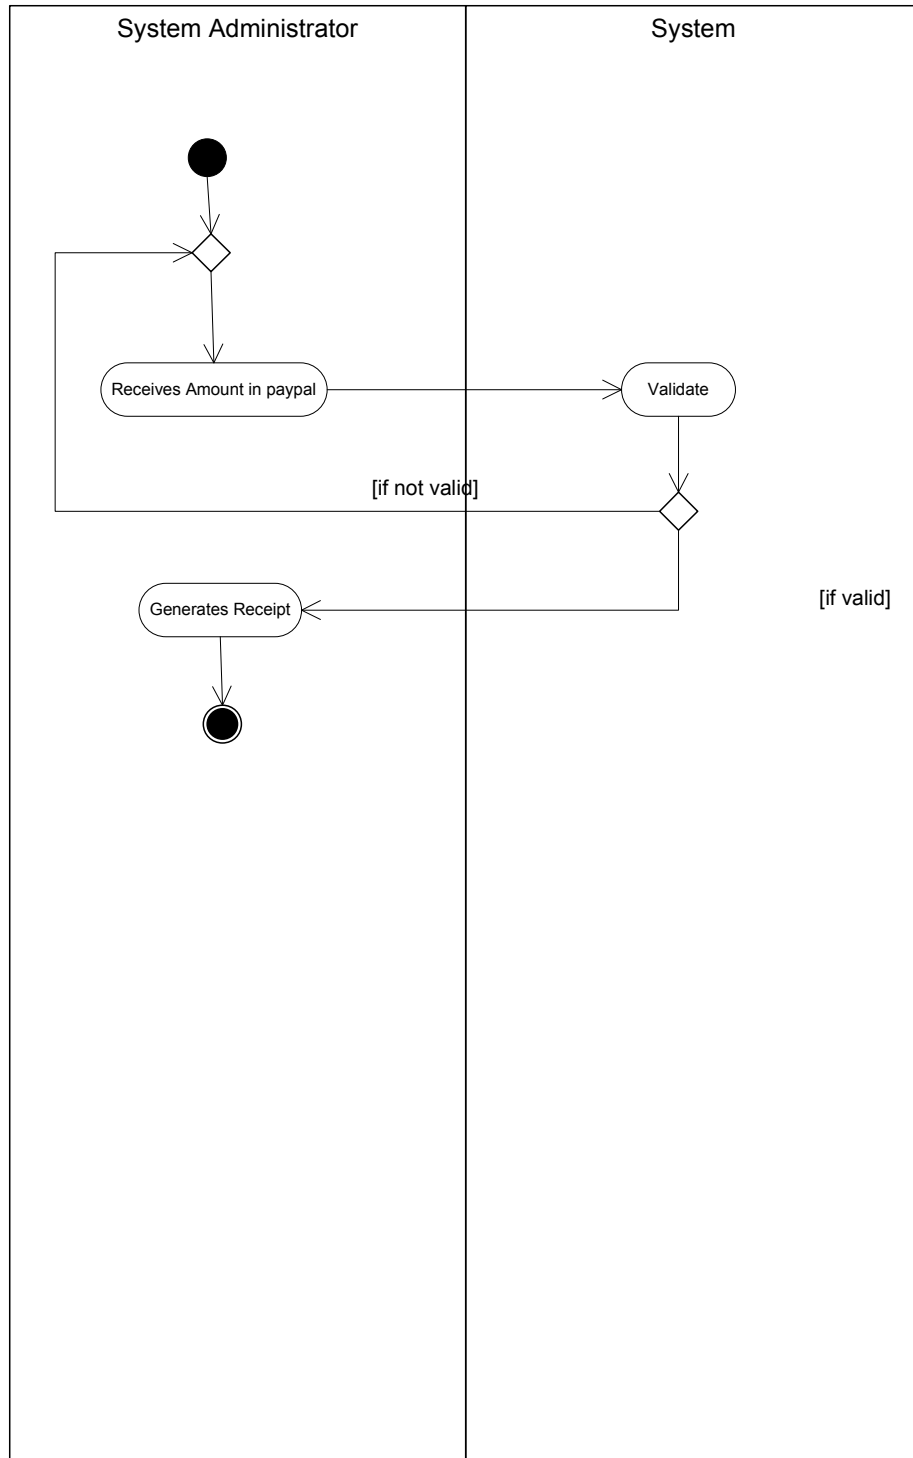 System Administrator
System
Receives Amount in paypal
Validate
[if not valid]
[if valid]
Generates Receipt